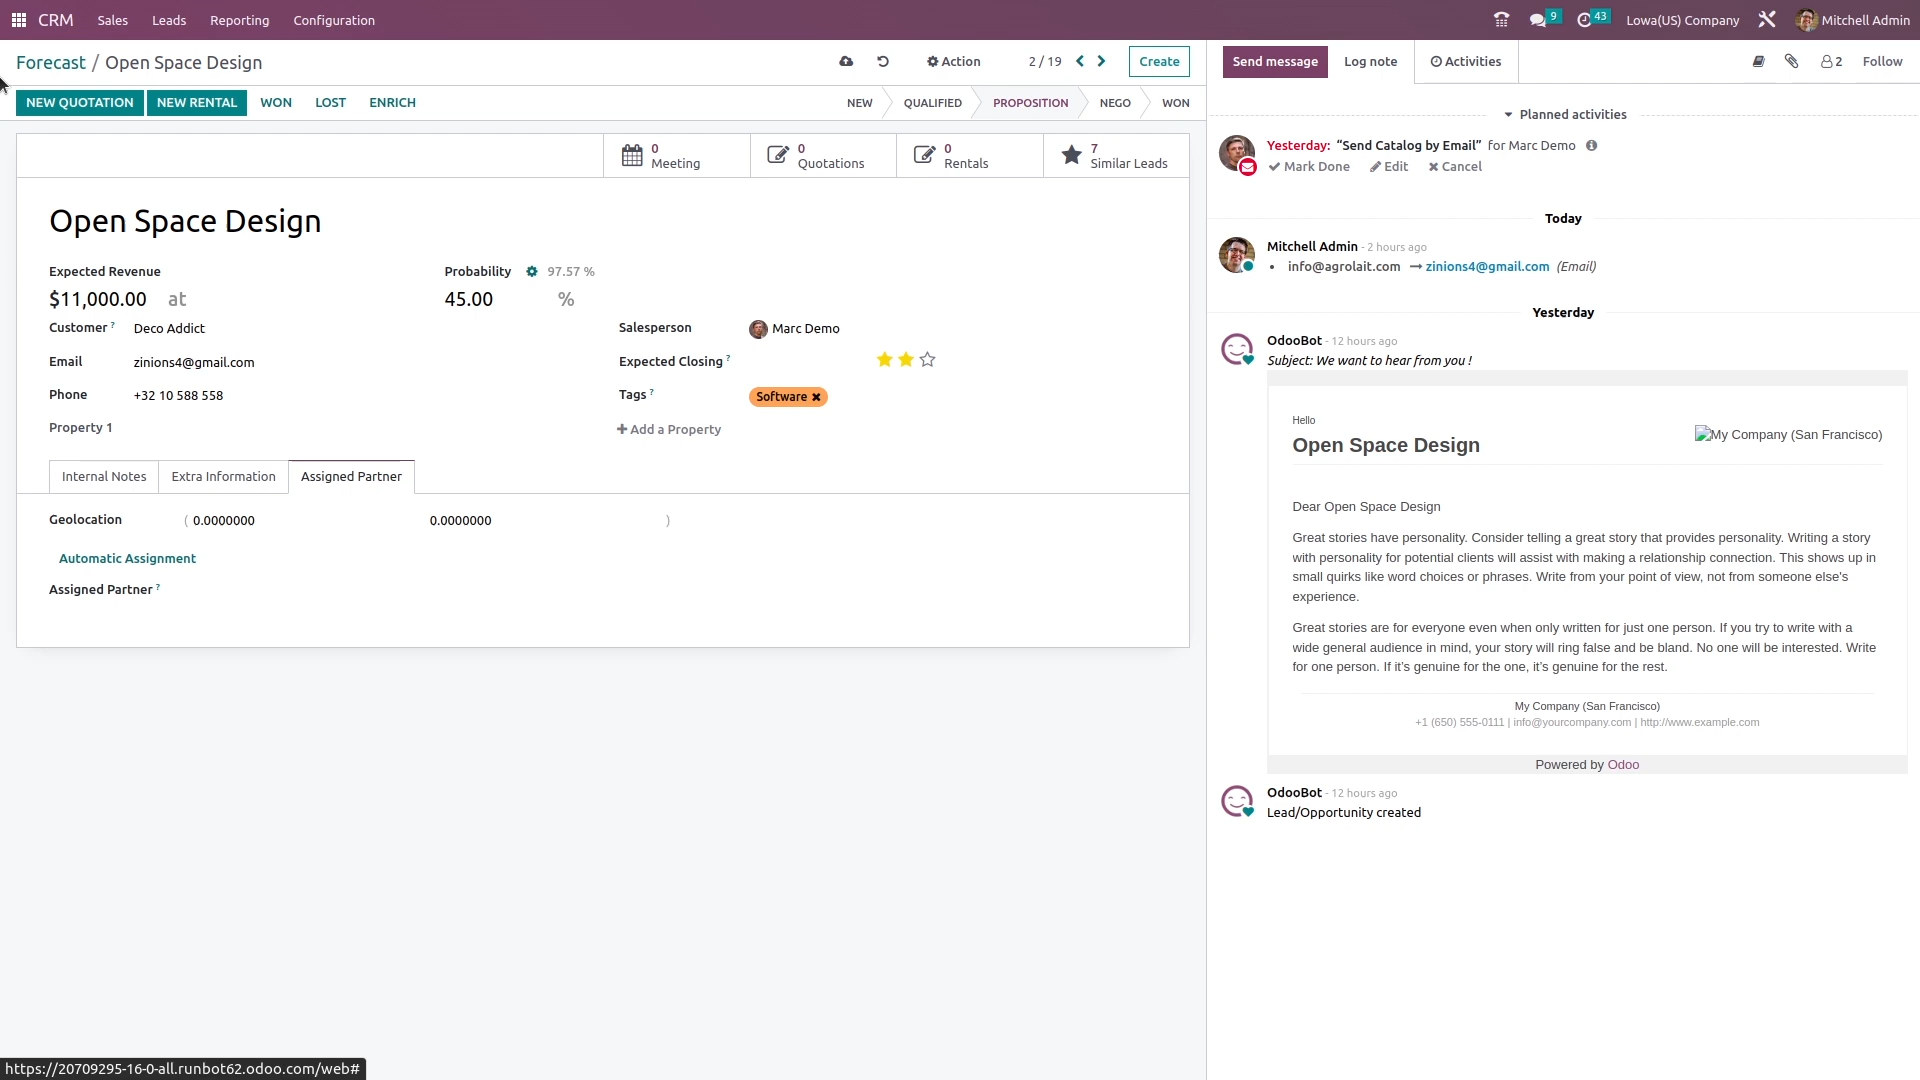 CRM Sales Leads Reporting Configuration 9 43 Lowa(US) Company Mitchell Admin
Forecast / Open Space Design Action 2 / 19 Create
NEW QUOTATION NEW RENTAL WON LOST ENRICH NEW QUALIFIED PROPOSITION NEGO WON
0
Meeting
0
Quotations
0
Rentals
7
Similar Leads
Open Space Design
Expected Revenue Probability 97.57 %
$11,000.00 at 45.00 %
Customer ? Deco Addict Salesperson Marc Demo
Email zinions4@gmail.com Expected Closing ?
Phone +32 10 588 558 Tags ? Software ✖
Property 1 Add a Property
Internal Notes Extra Information Assigned Partner
Geolocation ( 0.0000000 0.0000000 )
Automatic Assignment
Assigned Partner ?
Send message Log note Activities 2 Follow
Planned activities
Yesterday: “Send Catalog by Email” for Marc Demo
Mark Done Edit Cancel
Today
Mitchell Admin - 2 hours ago
• info@agrolait.com → zinions4@gmail.com (Email)
Yesterday
OdooBot - 12 hours ago
Subject: We want to hear from you !
Hello
Open Space Design
My Company (San Francisco)
Dear Open Space Design
Great stories have personality. Consider telling a great story that provides personality. Writing a story
with personality for potential clients will assist with making a relationship connection. This shows up in
small quirks like word choices or phrases. Write from your point of view, not from someone else's
experience.
Great stories are for everyone even when only written for just one person. If you try to write with a
wide general audience in mind, your story will ring false and be bland. No one will be interested. Write
for one person. If it’s genuine for the one, it’s genuine for the rest.
My Company (San Francisco)
+1 (650) 555-0111 | info@yourcompany.com | http://www.example.com
Powered by Odoo
OdooBot - 12 hours ago
Lead/Opportunity created
https://20709295-16-0-all.runbot62.odoo.com/web#